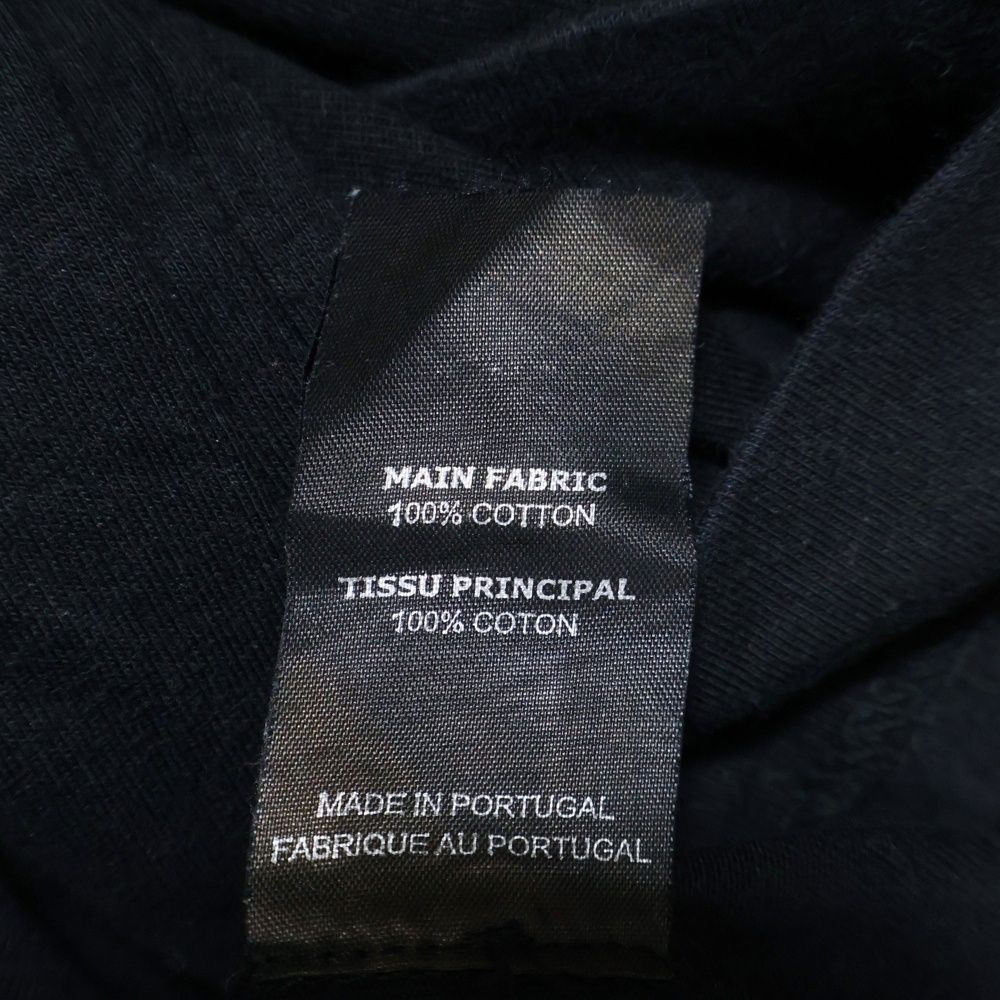 MAIN FABRIC
100% COTTON
TISSU PRINCIPAL
100% COTON
MADE IN PORTUGAL
FABRIQUE AU PORTUGAL